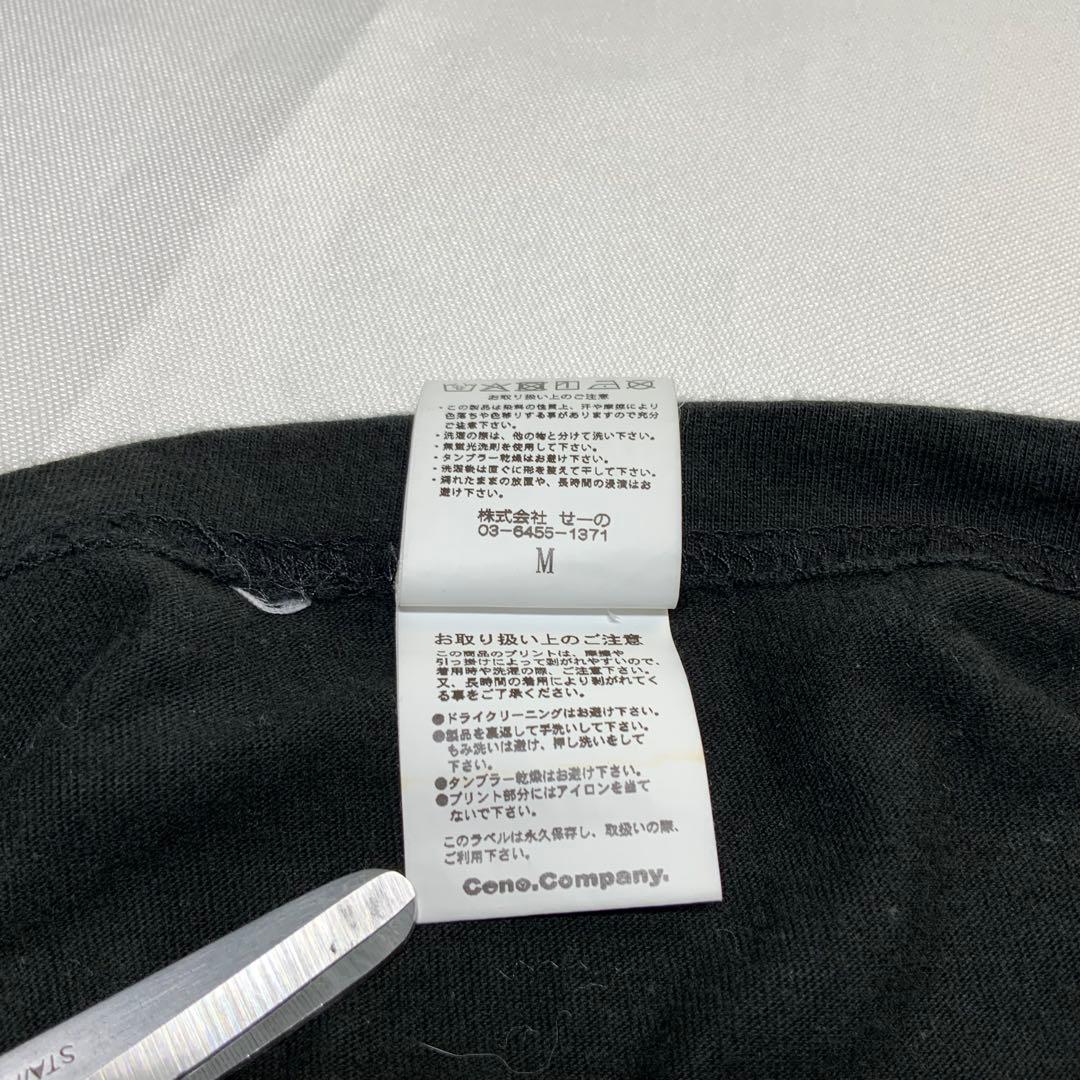 お取り扱い上のご注意
・この製品は染料の性質上、汗や摩擦により
色落ちや色移りする事がありますので充分
ご注意下さい。
・洗濯の際は、他の物と分けて洗い下さい。
・無蛍光洗剤を使用して下さい。
・タンブラー乾燥はお避け下さい。
・洗濯後は直ぐに形を整えて干して下さい。
・濡れたままの放置や、長時間の浸漬はお
避け下さい。
株式会社 せーの
03-6455-1371
M
お取り扱い上のご注意
この商品のプリントは、摩擦や
引っ掛けによって剥がれやすいので、
着用時や洗濯の際、ご注意下さい。
又、長時間の着用により剥がれてく
る事をご了承ください。
●ドライクリーニングはお避け下さい。
●製品を裏返して手洗いして下さい。
もみ洗いは避け、押し洗いをして
下さい。
●タンブラー乾燥はお避け下さい。
●プリント部分にはアイロンを当て
ないで下さい。
このラベルは永久保存し、取扱いの際、
ご利用下さい。
Ceno.Company.